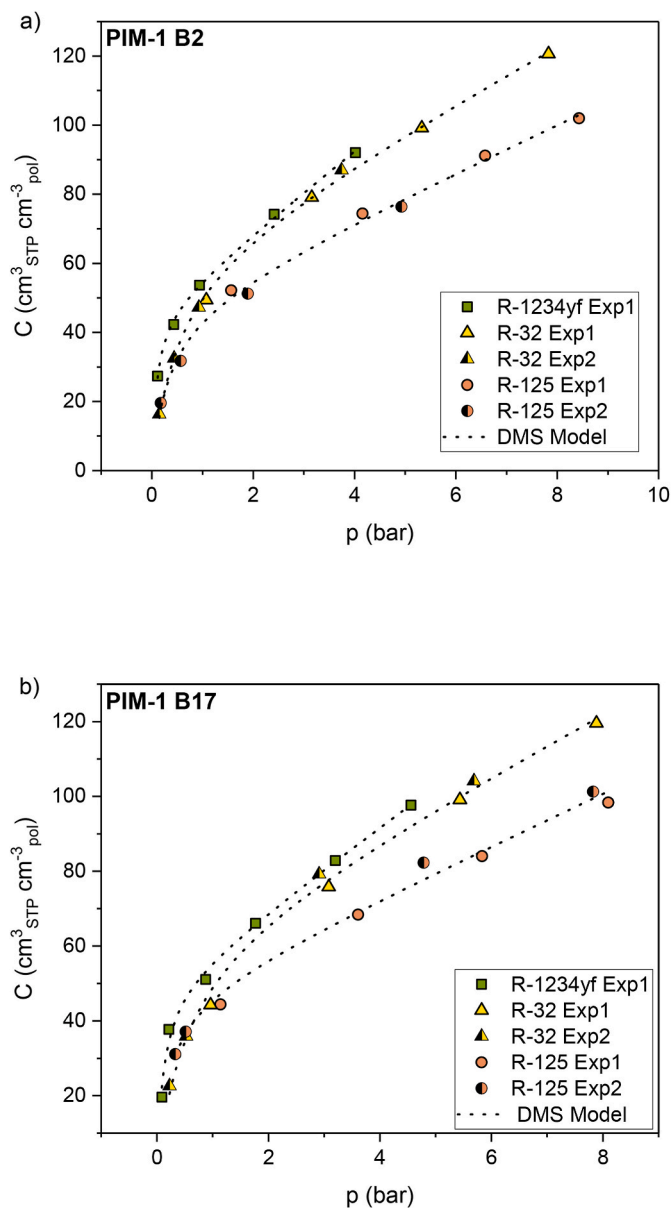 a)
PIM-1 B2
120
100
80
60
40
20
0
C (cm³STP cm⁻³pol)
R-1234yf Exp1
R-32 Exp1
R-32 Exp2
R-125 Exp1
R-125 Exp2
DMS Model
0 2 4 6 8 10
p (bar)
b)
PIM-1 B17
120
100
80
60
40
20
C (cm³STP cm⁻³pol)
R-1234yf Exp1
R-32 Exp1
R-32 Exp2
R-125 Exp1
R-125 Exp2
DMS Model
0 2 4 6 8
p (bar)